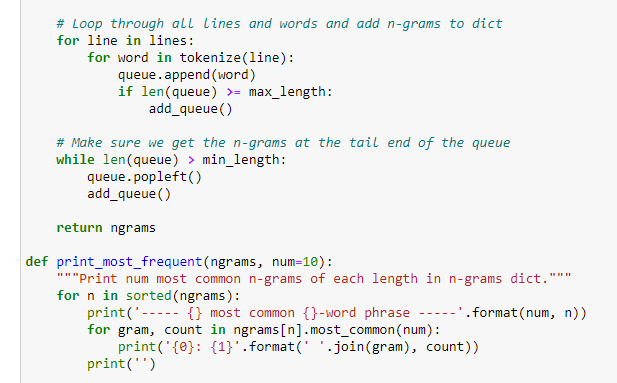 # Loop through all lines and words and add n-grams to dict
for line in lines:
for word in tokenize(line):
queue.append(word)
if len(queue) >= max_length:
add_queue()
# Make sure we get the n-grams at the tail end of the queue
while len(queue) > min_length:
queue.popleft()
add_queue()
return ngrams
def print_most_frequent(ngrams, num=10):
"""Print num most common n-grams of each length in n-grams dict."""
for n in sorted(ngrams):
print('----- {} most common {}-word phrase -----'.format(num, n))
for gram, count in ngrams[n].most_common(num):
print('{0}: {1}'.format(' '.join(gram), count))
print('')